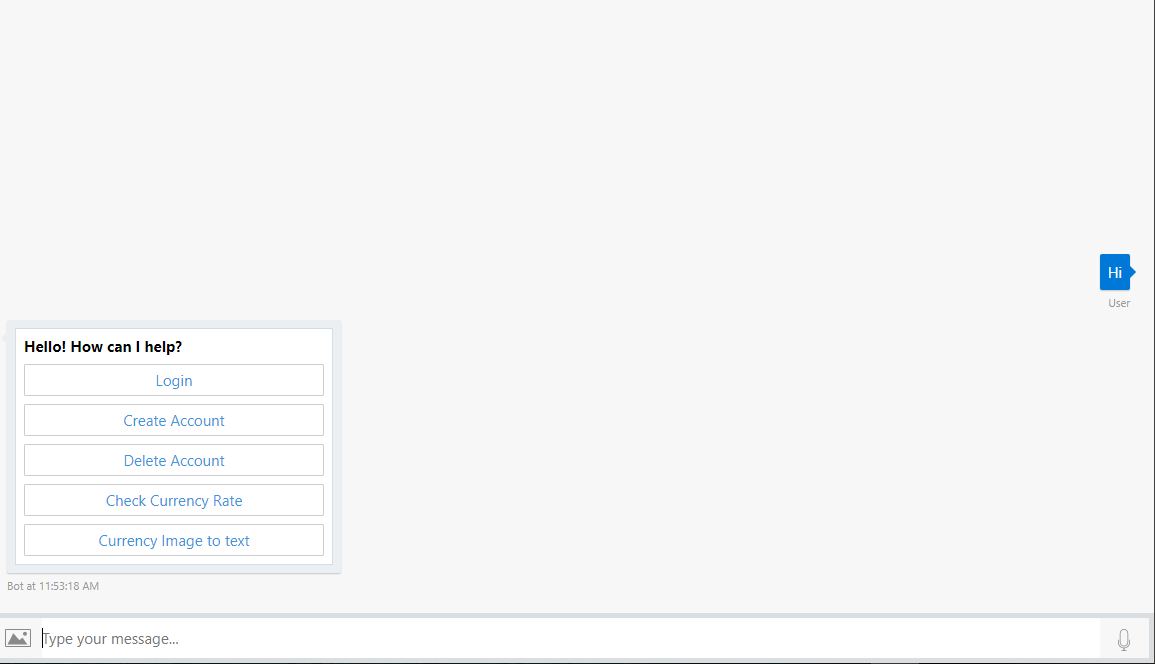 Hi
User
Hello! How can I help?
Login
Create Account
Delete Account
Check Currency Rate
Currency Image to text
Bot at 11:53:18 AM
Type your message...